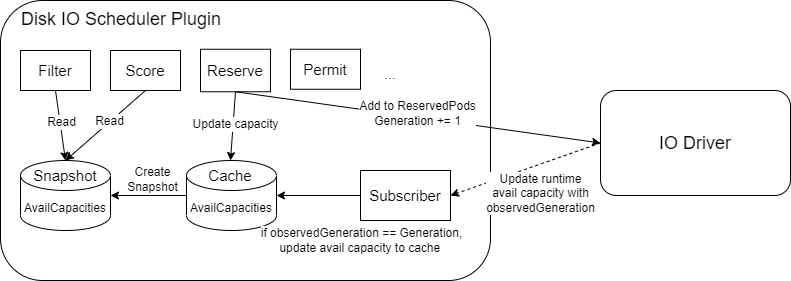 Disk IO Scheduler Plugin
Filter
Score
Reserve
Permit
...
Add to ReservedPods
Generation += 1
Read
Read
Update capacity
IO Driver
Snapshot
AvailCapacities
Create
Snapshot
Cache
AvailCapacities
Subscriber
Update runtime
avail capacity with
observedGeneration
if observedGeneration == Generation,
update avail capacity to cache